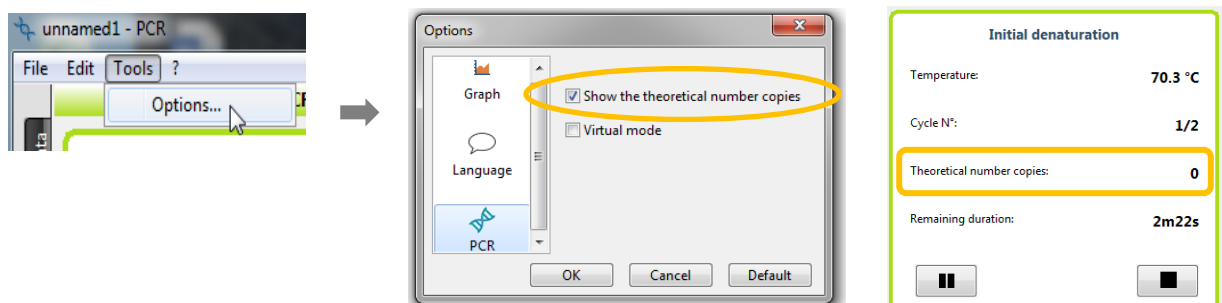 unnamed1 - PCR
File Edit Tools ?
Options...
Options
Graph
Language
PCR
Show the theoretical number copies
Virtual mode
OK Cancel Default
Initial denaturation
Temperature: 70.3 °C
Cycle N°: 1/2
Theoretical number copies: 0
Remaining duration: 2m22s